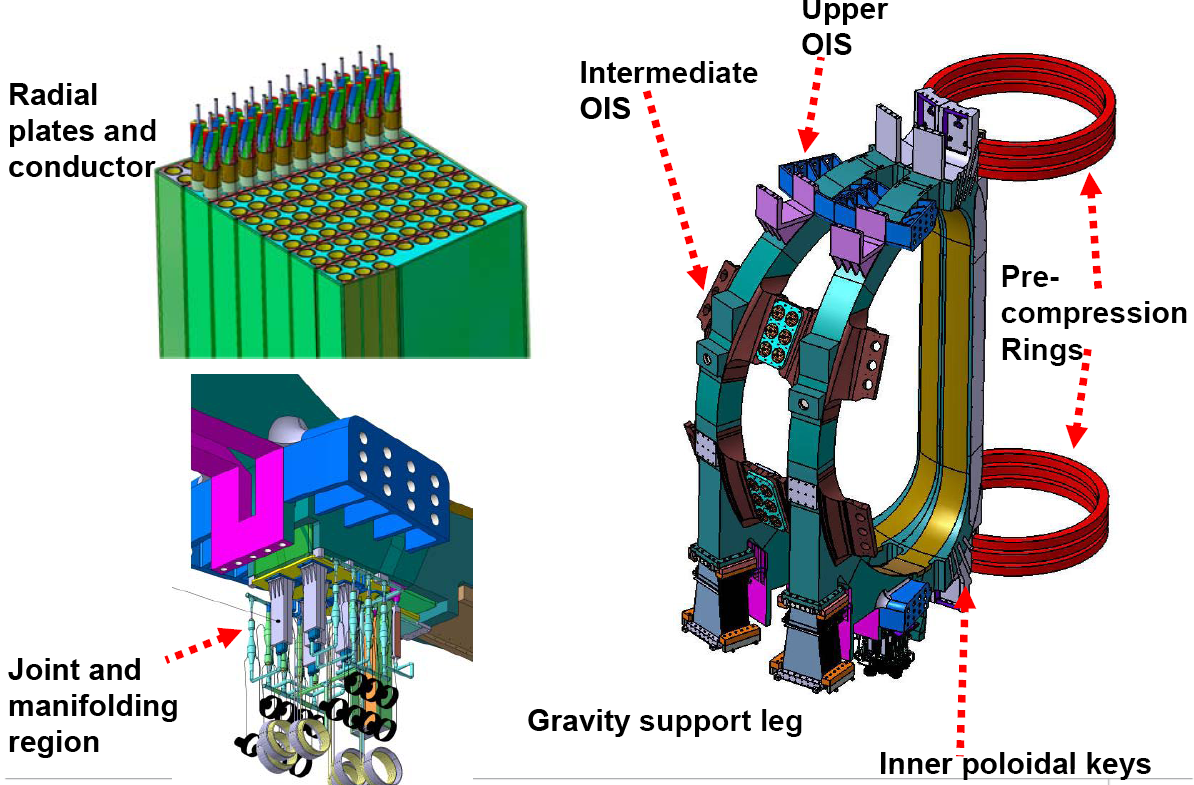 Upper
OIS
Intermediate
OIS
Radial
plates and
conductor
Pre-
compression
Rings
Joint and
manifolding
region
Gravity support leg
Inner poloidal keys